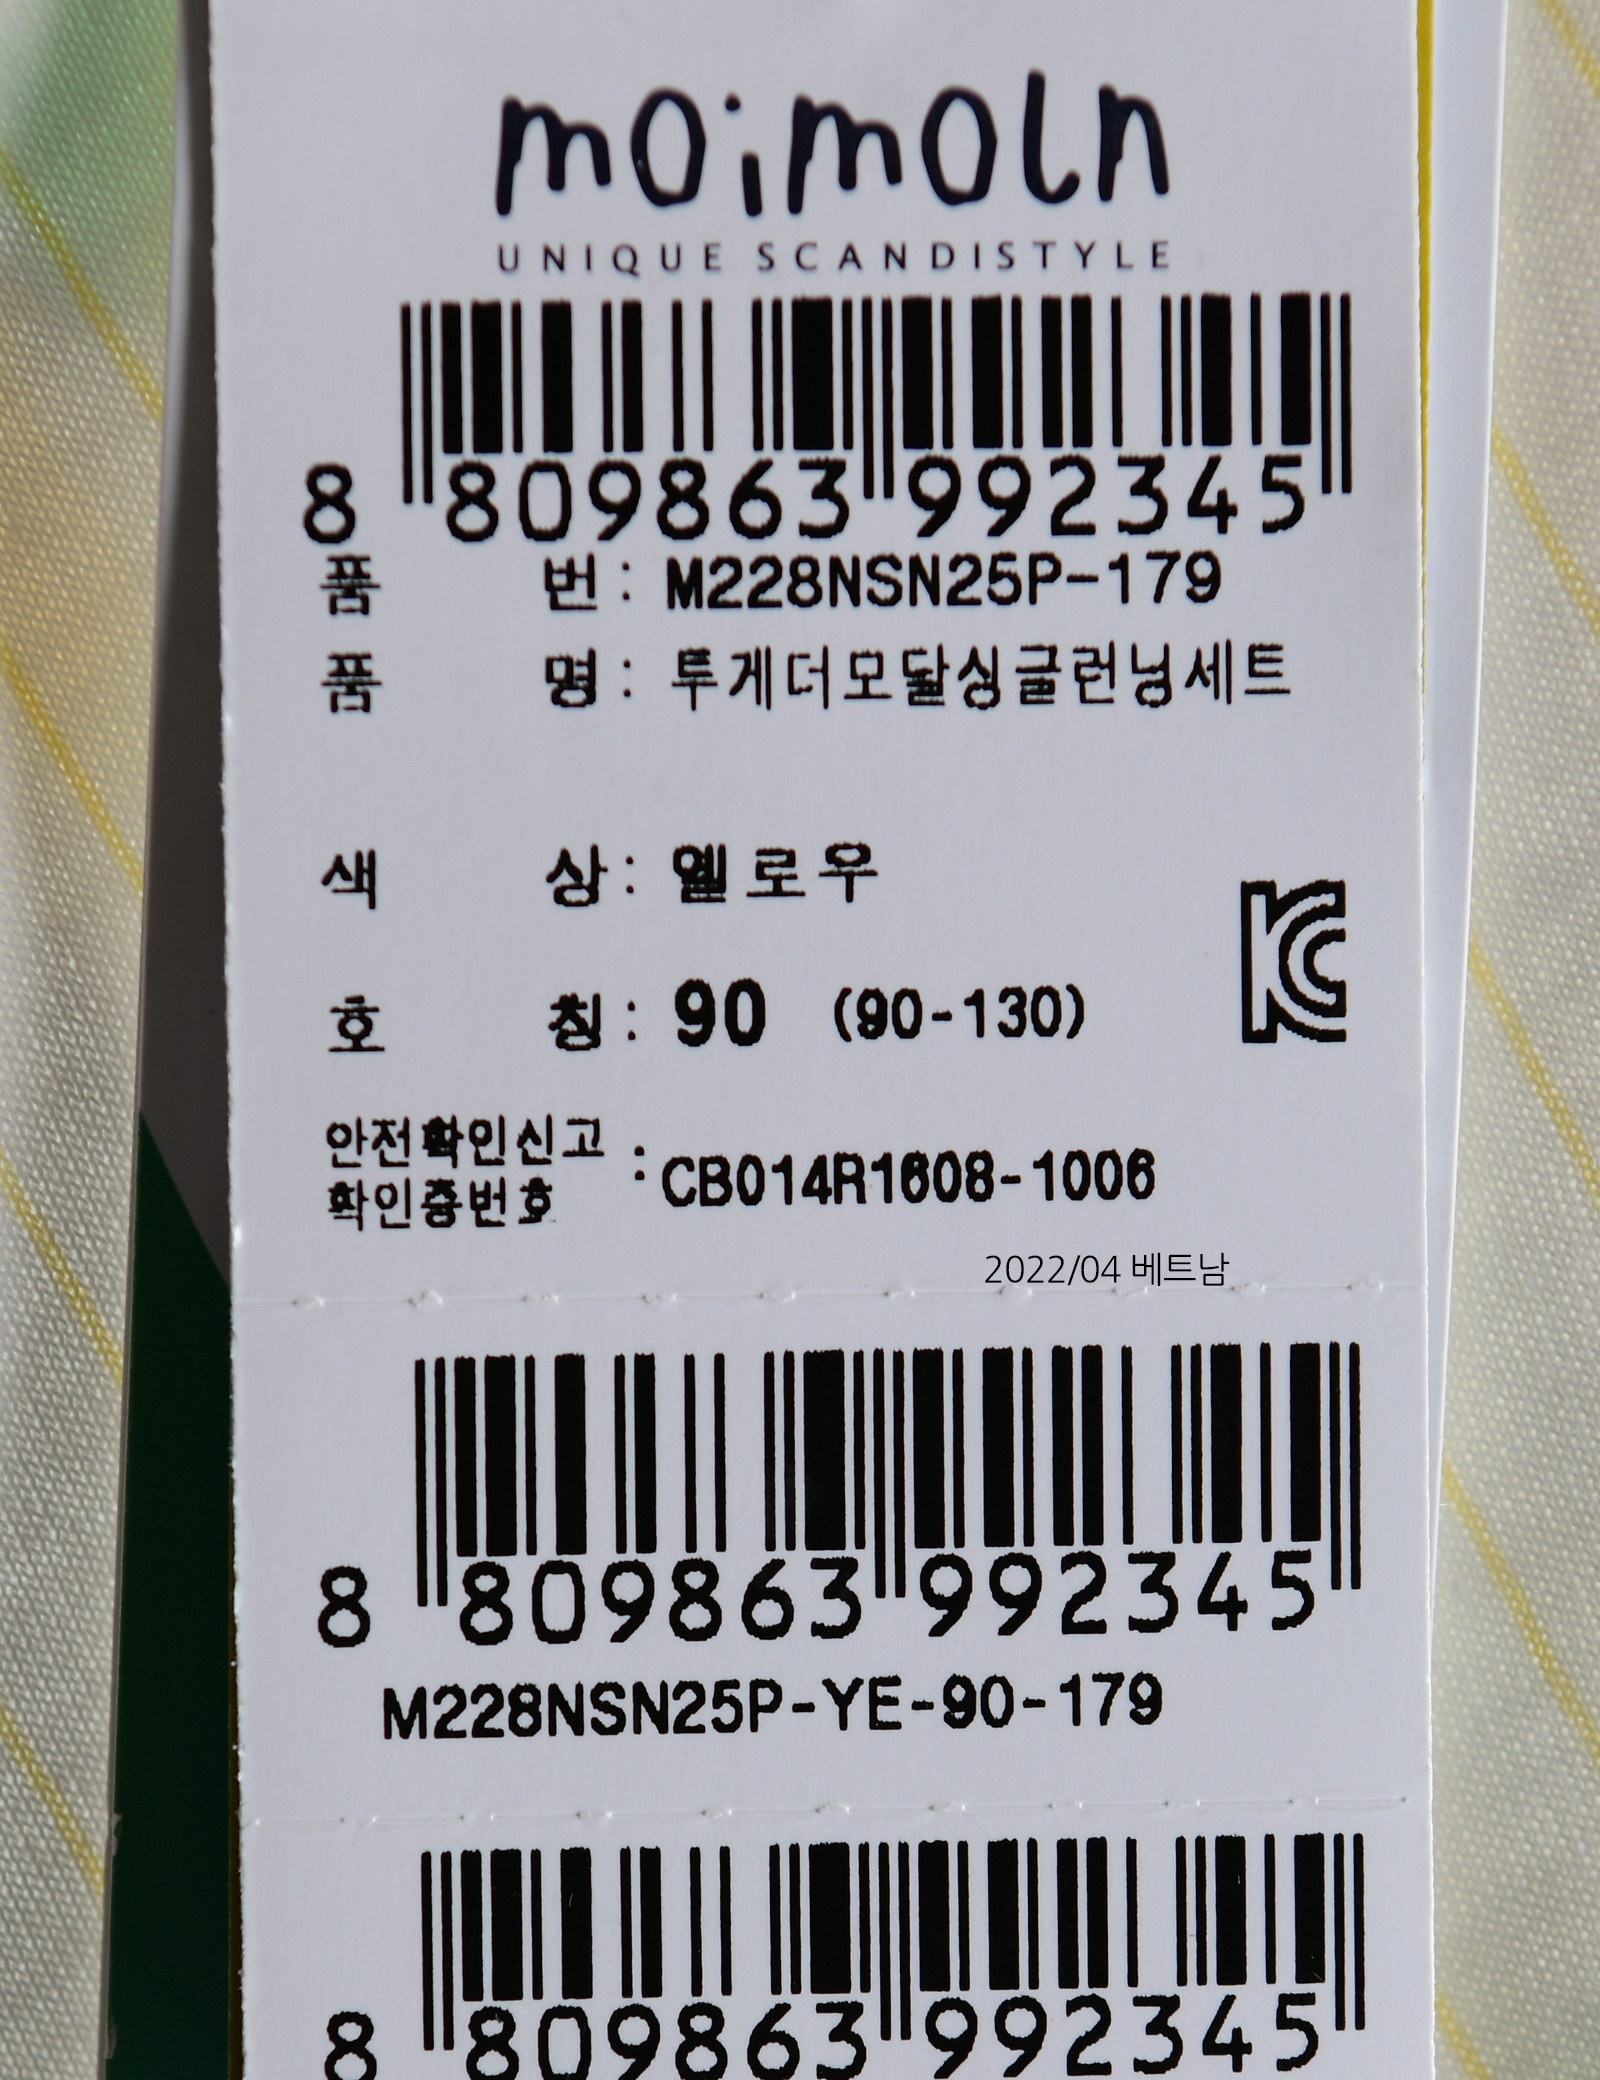 moimoln
UNIQUE SCANDISTYLE
8 809863 992345
품 번 : M228NSN25P-179
품 명 : 투게더모달싱글런닝세트
색 상 : 옐로우
호 칭 : 90 (90-130)
안전확인신고
확인증번호 : CB014R1608-1006
2022/04 베트남
8 809863 992345
M228NSN25P-YE-90-179
8 809863 992345